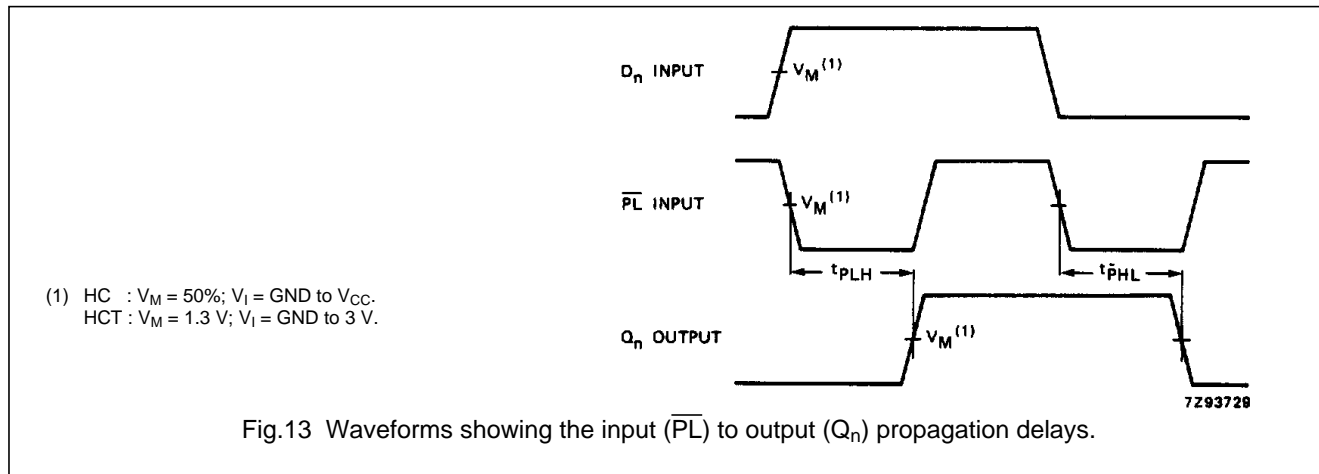 Dn INPUT
VM(1)
PL INPUT
VM(1)
tPLH
tPHL
(1) HC : VM = 50%; VI = GND to VCC.
HCT : VM = 1.3 V; VI = GND to 3 V.
Qn OUTPUT
VM(1)
7Z93729
Fig.13 Waveforms showing the input (PL) to output (Qn) propagation delays.